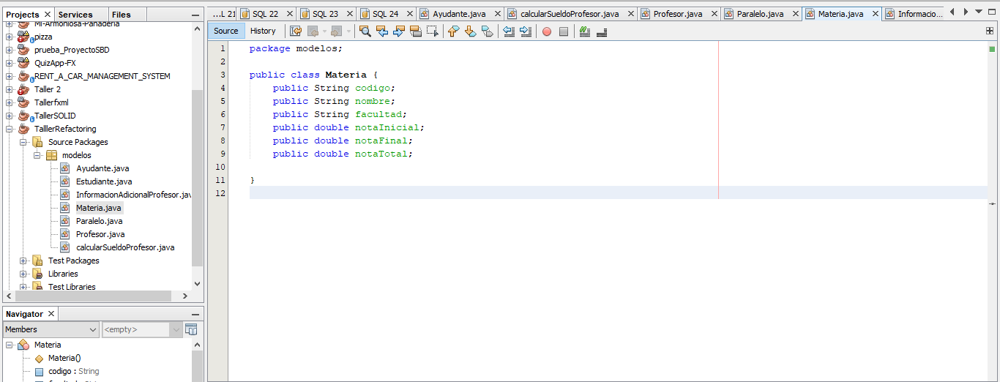 Projects Services Files
Mi-Armoniosa-Panaderia
pizza
prueba_ProyectoSBD
QuizApp-FX
RENT_A_CAR_MANAGEMENT_SYSTEM
Taller 2
Tallerfxml
TallerSOLID
TalllerRefactoring
Source Packages
modelos
Ayudante.java
Estudiante.java
InformacionAdicionalProfesor.jav
Materia.java
Paralelo.java
Profesor.java
calcularSueldoProfesor.java
Test Packages
Libraries
Test Libraries
Navigator
Members <empty>
Materia
Materia()
codigo : String
...L 21 SQL 22 SQL 23 SQL 24 Ayudante.java calcularSueldoProfesor.java Profesor.java Paralelo.java Materia.java Informacio...
Source History
1 package modelos;
2
3 public class Materia {
4 public String codigo;
5 public String nombre;
6 public String facultad;
7 public double notaInicial;
8 public double notaFinal;
9 public double notaTotal;
10
11 }
12